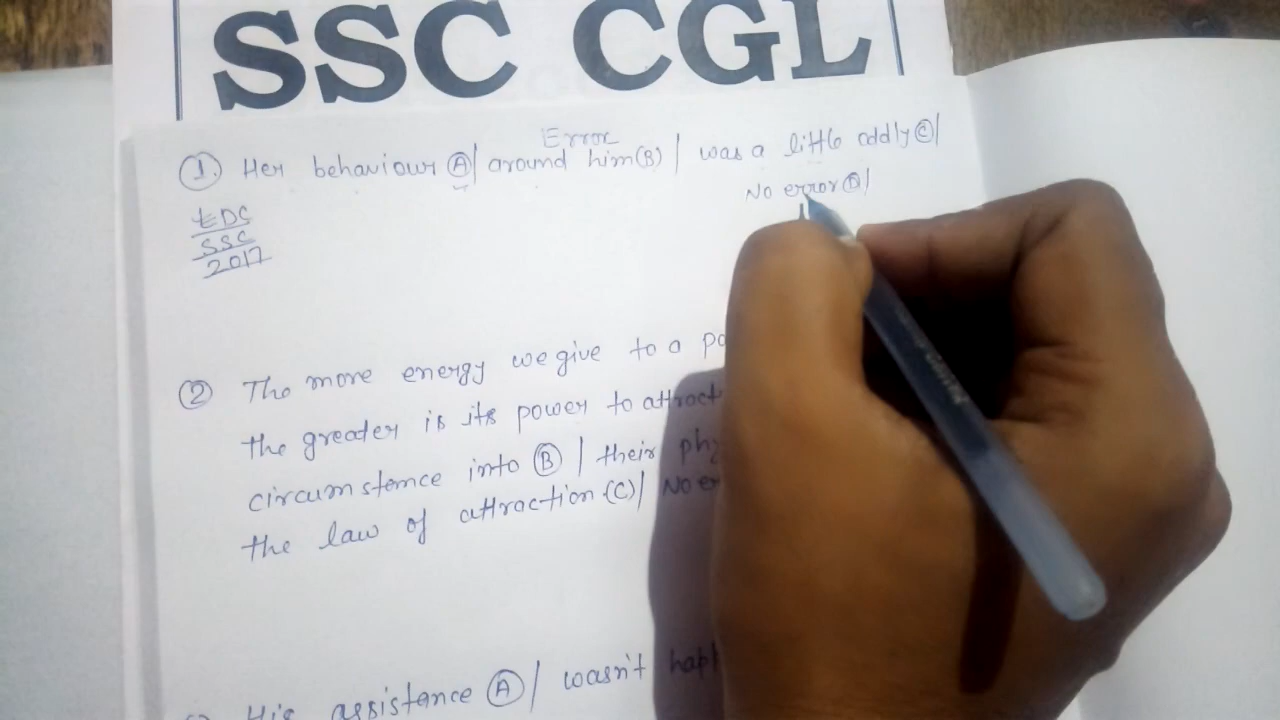 SSC CGL
Error
1. Her behaviour (A)/ around him (B)/ was a little oddly (C)/
No error (D)/
LDC
SSC
2017
2 The more energy we give to a
the greater is its power to attract
circumstance into (B) / their
the law of attraction (C)/ No
His assistance (A)/ wasn't